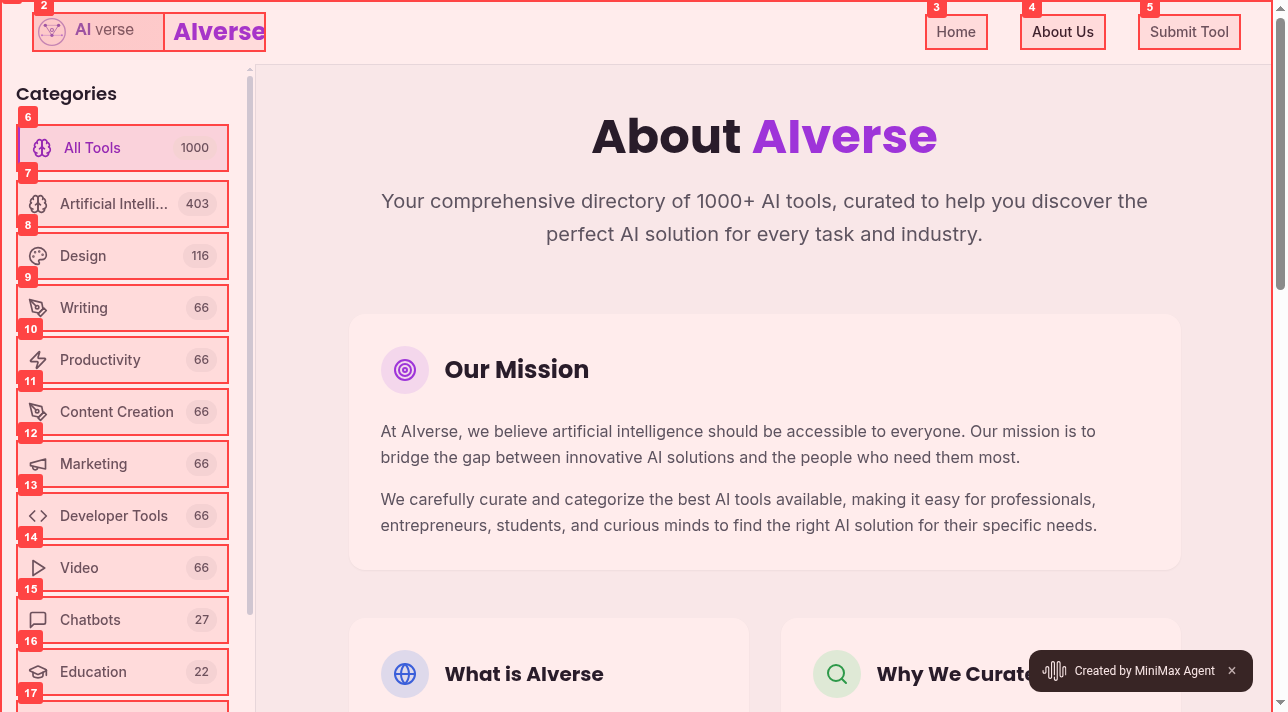 2
AI verse
AIverse
3
Home
4
About Us
5
Submit Tool
Categories
6
All Tools
1000
7
Artificial Intelli...
403
8
Design
116
9
Writing
66
10
Productivity
66
11
Content Creation
66
12
Marketing
66
13
Developer Tools
66
14
Video
66
15
Chatbots
27
16
Education
22
17
About AIverse
Your comprehensive directory of 1000+ AI tools, curated to help you discover the
perfect AI solution for every task and industry.
Our Mission
At AIverse, we believe artificial intelligence should be accessible to everyone. Our mission is to
bridge the gap between innovative AI solutions and the people who need them most.
We carefully curate and categorize the best AI tools available, making it easy for professionals,
entrepreneurs, students, and curious minds to find the right AI solution for their specific needs.
What is AIverse
Why We Curate
Created by MiniMax Agent ×